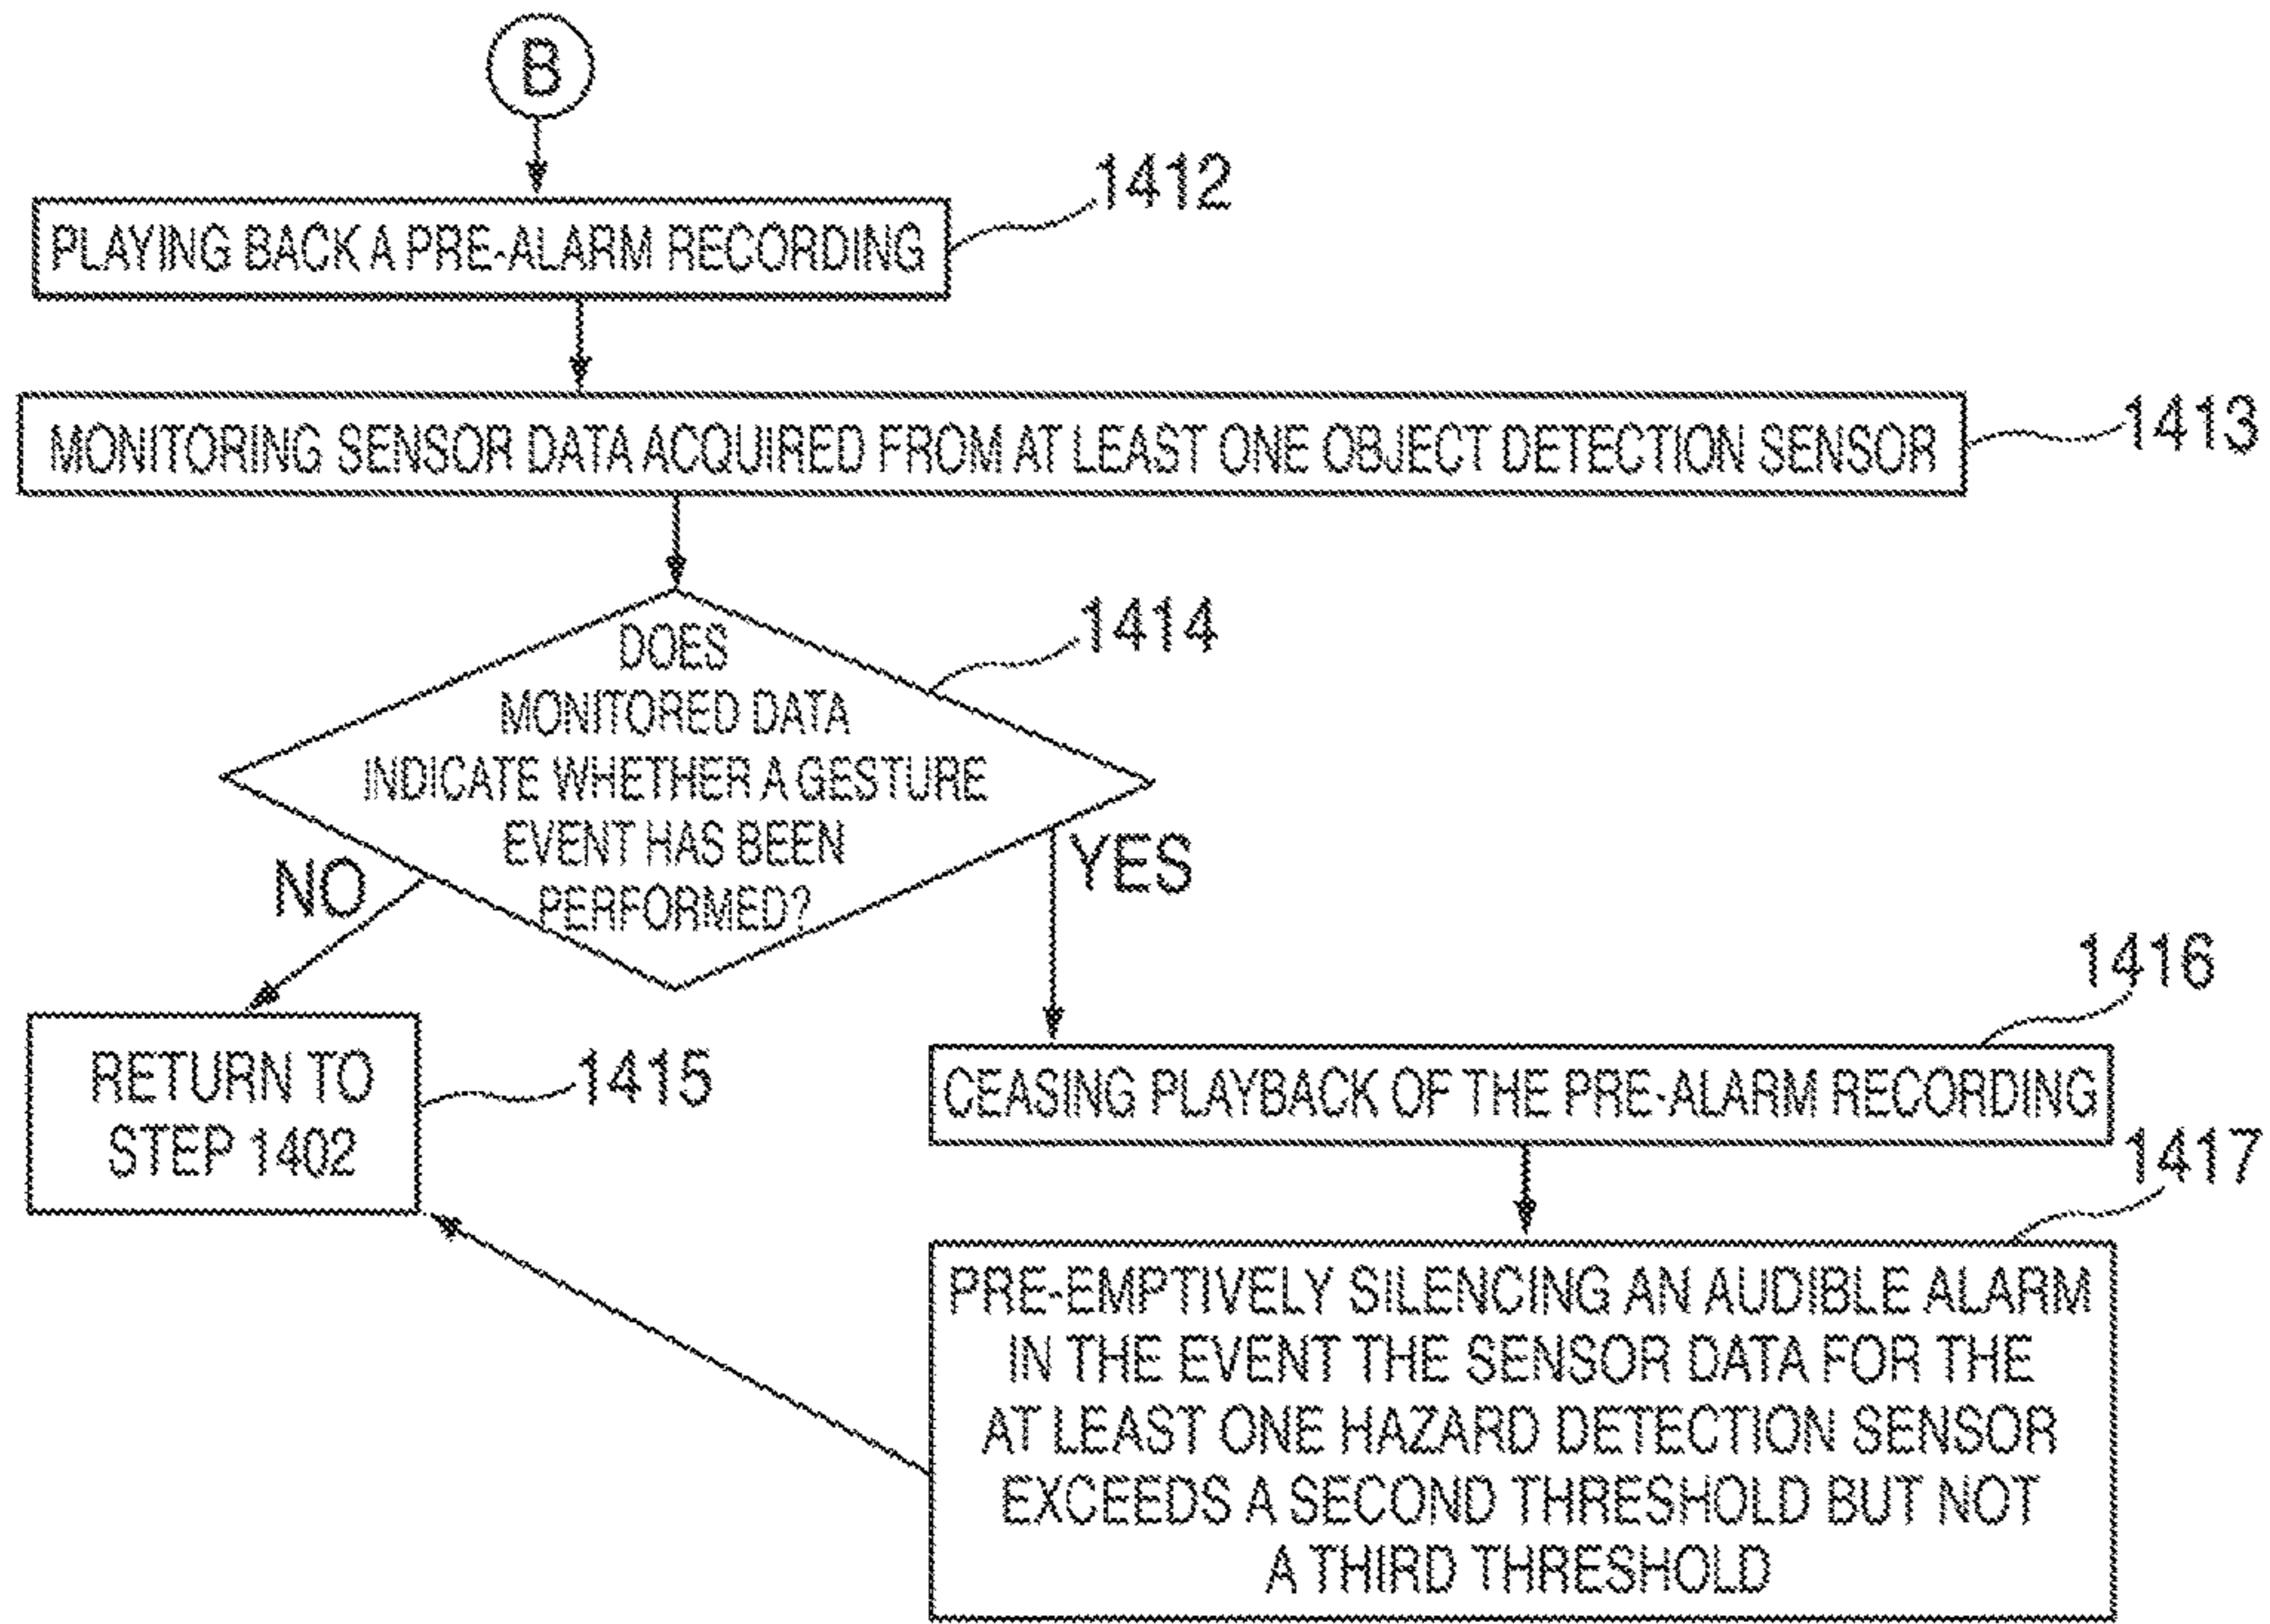 B
1412
PLAYING BACK A PRE-ALARM RECORDING
1413
MONITORING SENSOR DATA ACQUIRED FROM AT LEAST ONE OBJECT DETECTION SENSOR
1414
DOES
MONITORED DATA
INDICATE WHETHER A GESTURE
EVENT HAS BEEN
PERFORMED?
NO
YES
RETURN TO
STEP 1402
1415
1416
CEASING PLAYBACK OF THE PRE-ALARM RECORDING
1417
PRE-EMPTIVELY SILENCING AN AUDIBLE ALARM
IN THE EVENT THE SENSOR DATA FOR THE
AT LEAST ONE HAZARD DETECTION SENSOR
EXCEEDS A SECOND THRESHOLD BUT NOT
A THIRD THRESHOLD